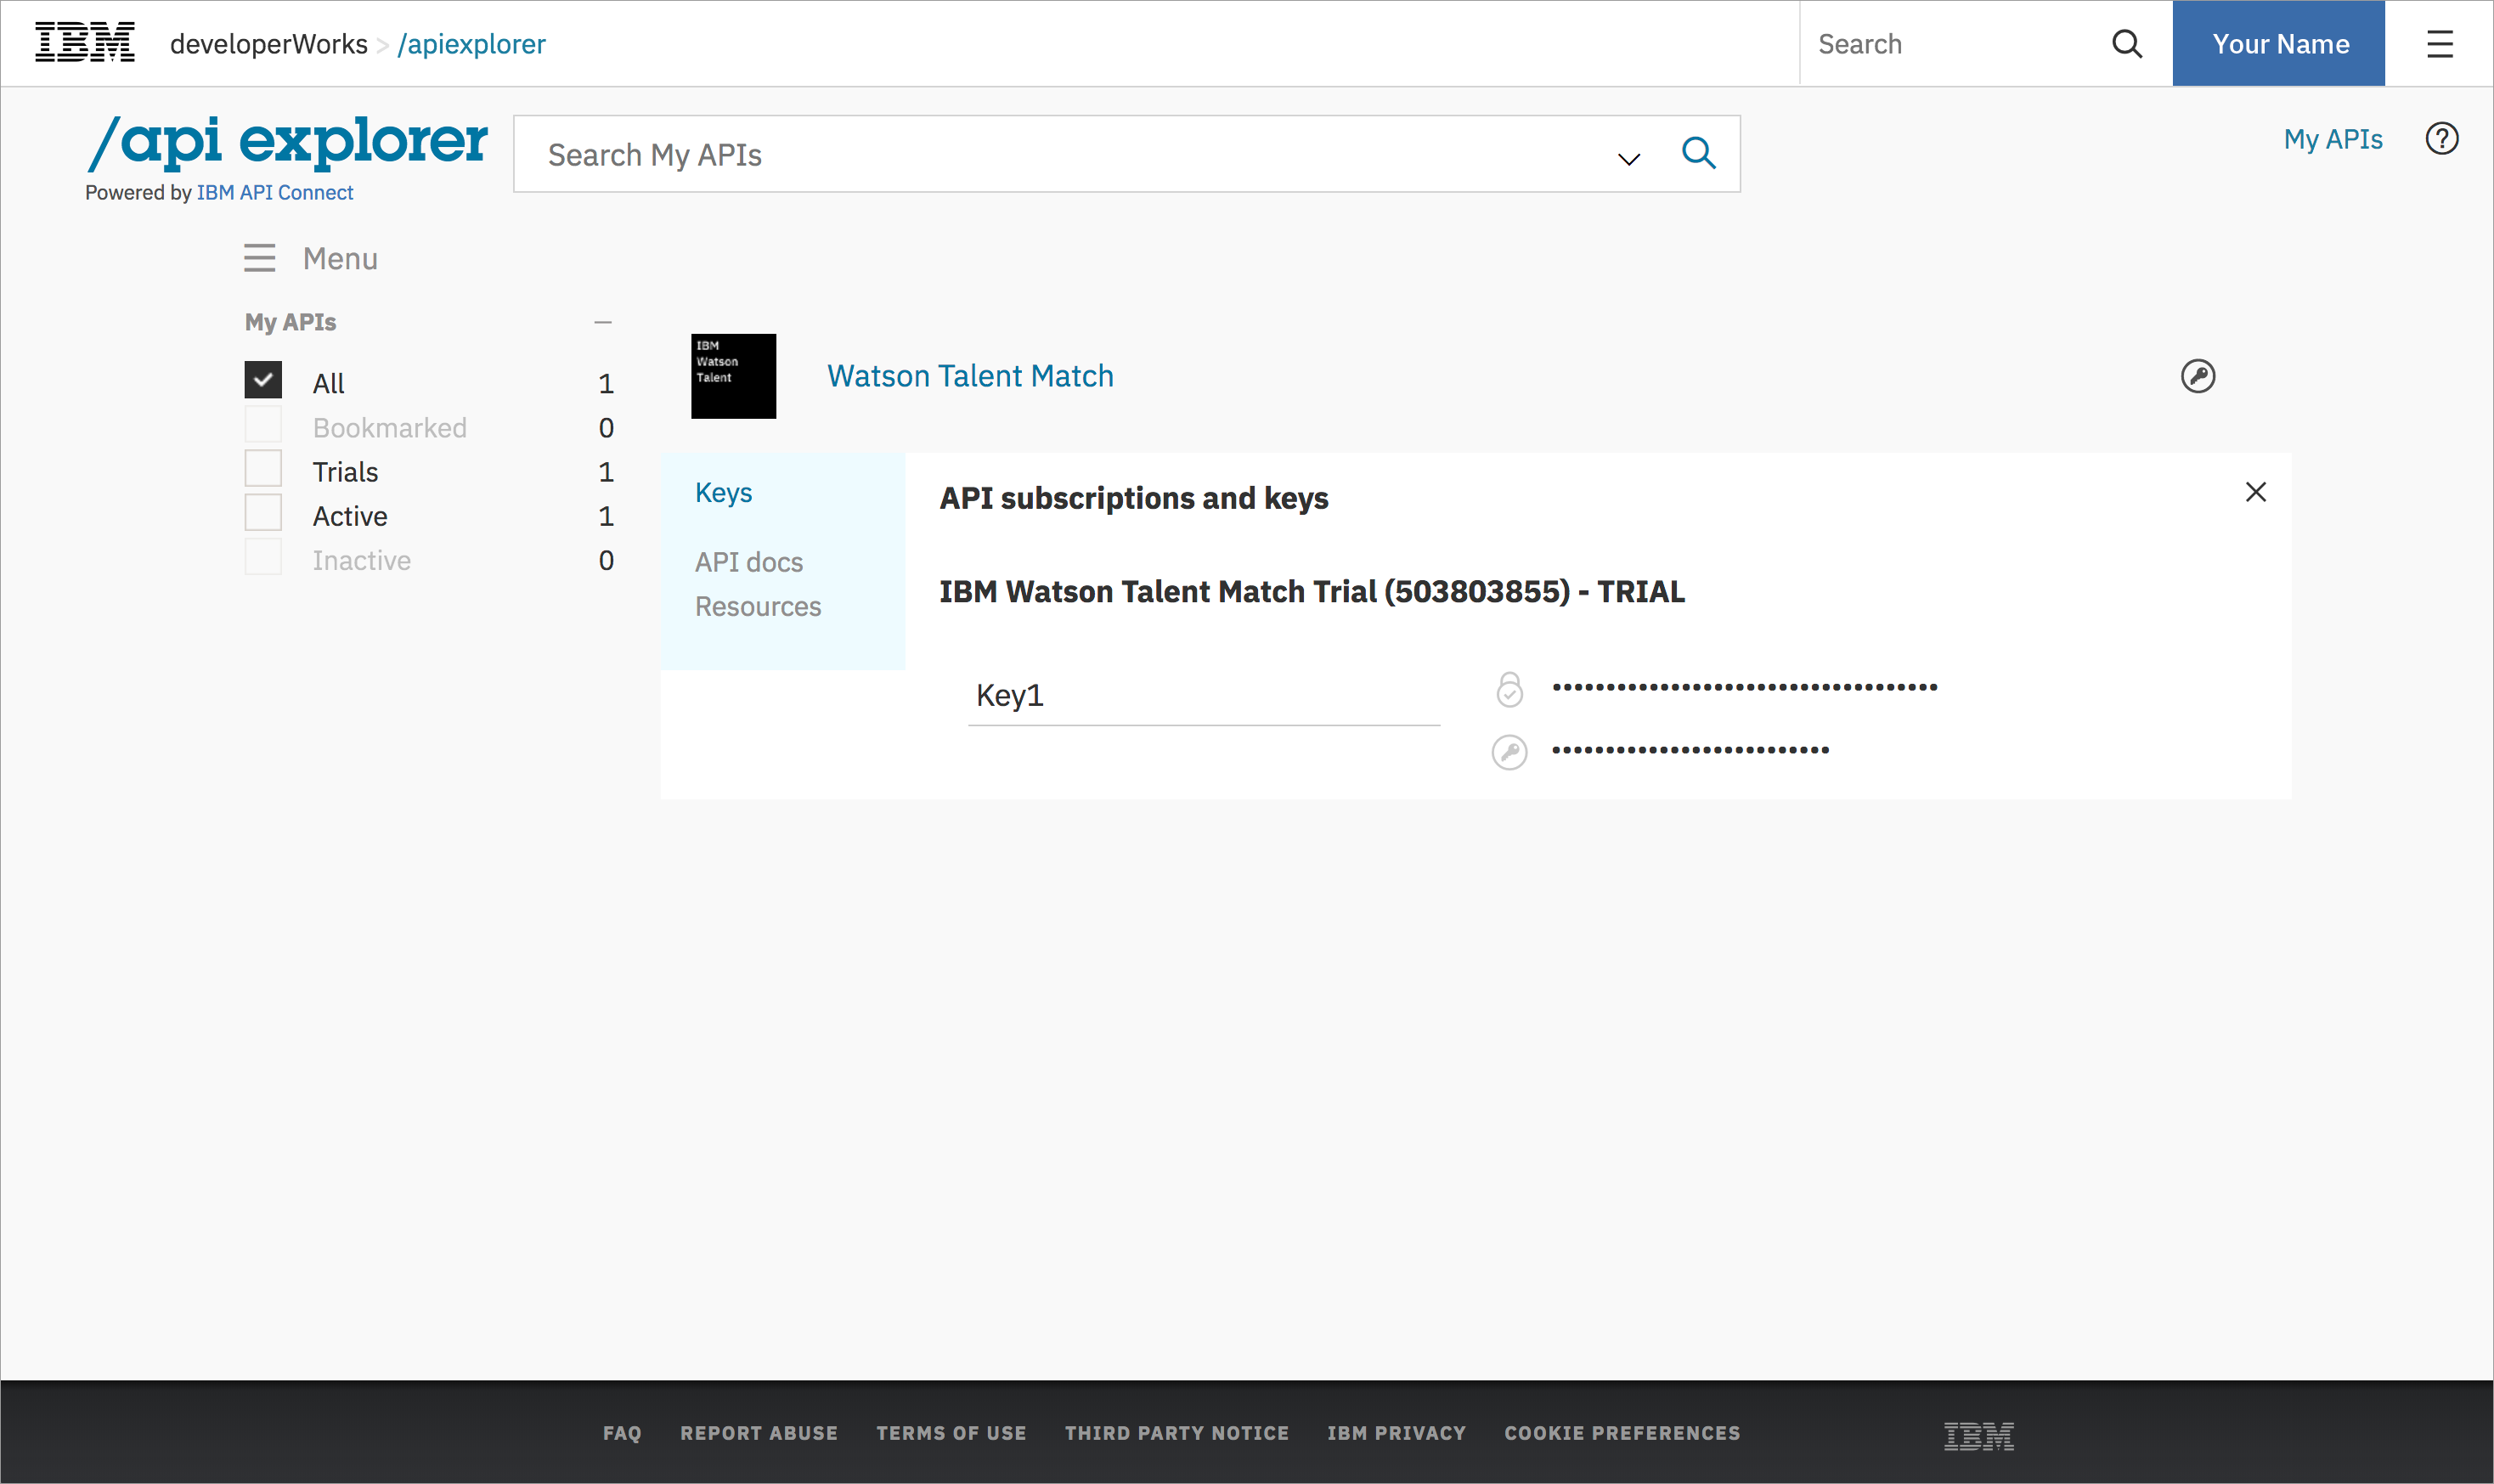 IBM developerWorks > /apiexplorer Search Your Name
/api explorer Search My APIs My APIs ?
Powered by IBM API Connect
Menu
My APIs
All 1
Bookmarked 0
Trials 1
Active 1
Inactive 0
IBM
Watson
Talent
Watson Talent Match
Keys
API docs
Resources
API subscriptions and keys
IBM Watson Talent Match Trial (503803855) - TRIAL
Key1
FAQ REPORT ABUSE TERMS OF USE THIRD PARTY NOTICE IBM PRIVACY COOKIE PREFERENCES IBM